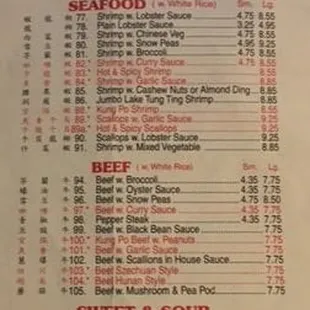 SEAFOOD ( w. White Rice) Sm. Lg.
77. Shrimp w. Lobster Sauce 4.75 8.55
78. Plain Lobster Sauce 3.25 4.95
79. Shrimp w. Chinese Veg 4.75 8.55
80. Shrimp w. Snow Peas 4.95 9.25
81. Shrimp w. Broccoli 4.75 8.55
82.* Shrimp w. Curry Sauce 4.75 8.55
83.* Hot & Spicy Shrimp 8.55
84.* Shrimp w. Garlic Sauce 8.55
85. Shrimp w. Cashew Nuts or Almond Ding 8.85
86. Jumbo Lake Tung Ting Shrimp 8.85
88.* Kung Po Shrimp 8.55
89.* Scallops w. Garlic Sauce 9.25
89a.* Hot & Spicy Scallops 9.25
90. Scallops w. Lobster Sauce 9.25
91. Shrimp w. Mixed Vegetable 8.85
BEEF ( w. White Rice) Sm. Lg.
94. Beef w. Broccoli 4.35 7.75
95. Beef w. Oyster Sauce 4.35 7.75
96. Beef w. Snow Peas 4.75 8.50
97.* Beef w. Curry Sauce 4.35 7.75
98. Pepper Steak 4.35 7.75
99. Beef w. Black Bean Sauce 7.75
100.* Kung Po Beef w. Peanuts 7.75
101.* Beef w. Garlic Sauce 7.75
102. Beef w. Scallions in House Sauce 7.75
103.* Beef Szechuan Style 7.75
104.* Beef Hunan Style 7.75
105. Beef w. Mushroom & Pea Pod 7.75
SWEET & SOUR